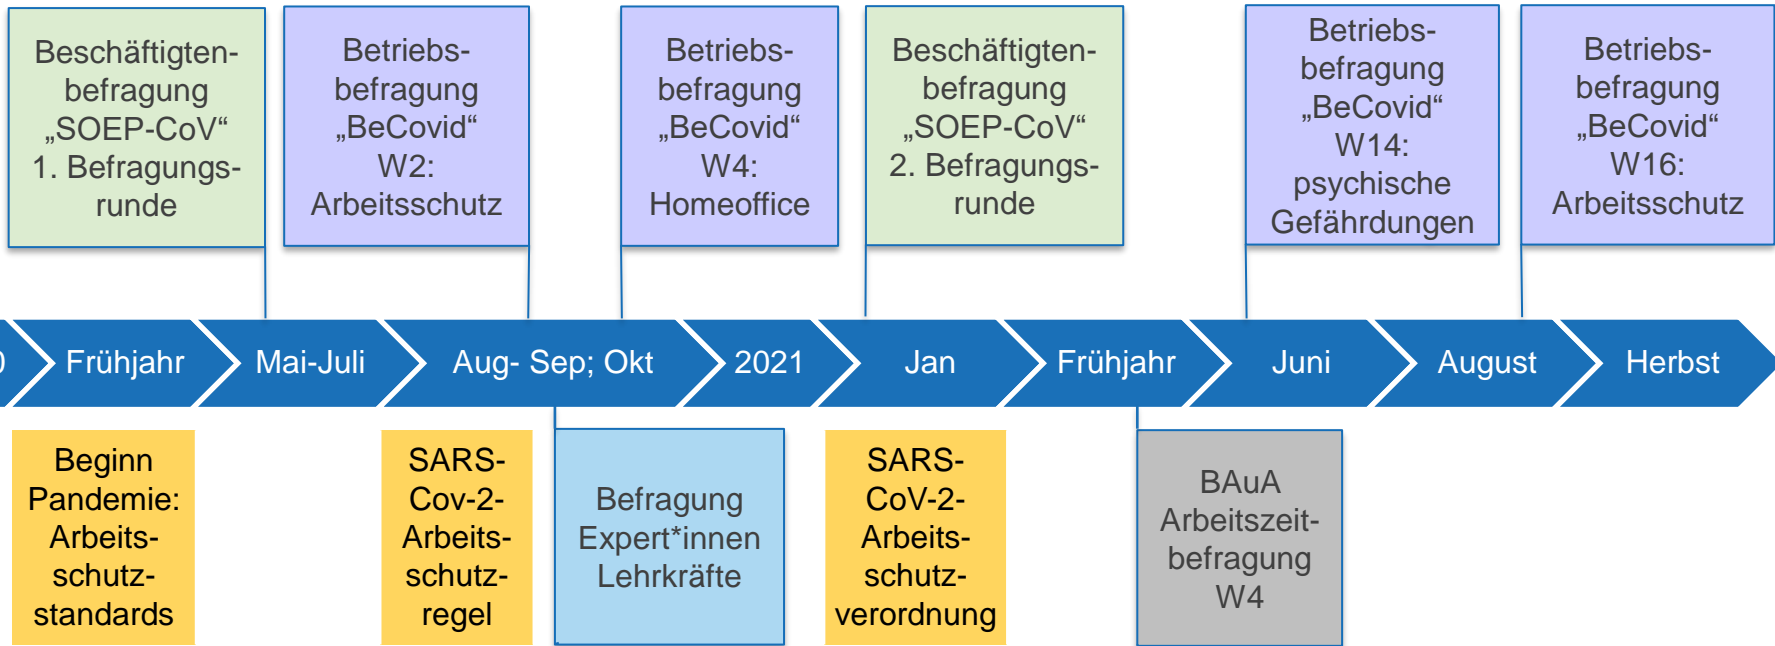 Beschäftigten-
befragung
„SOEP-CoV“
1. Befragungs-
runde
Betriebs-
befragung
„BeCovid“
W2:
Arbeitsschutz
Betriebs-
befragung
„BeCovid“
W4:
Homeoffice
Beschäftigten-
befragung
„SOEP-CoV“
2. Befragungs-
runde
Betriebs-
befragung
„BeCovid“
W14:
psychische
Gefährdungen
Betriebs-
befragung
„BeCovid“
W16:
Arbeitsschutz
0
Frühjahr
Mai-Juli
Aug- Sep; Okt
2021
Jan
Frühjahr
Juni
August
Herbst
Beginn
Pandemie:
Arbeits-
schutz-
standards
SARS-
Cov-2-
Arbeits-
schutz-
regel
Befragung
Expert*innen
Lehrkräfte
SARS-
CoV-2-
Arbeits-
schutz-
verordnung
BAuA
Arbeitszeit-
befragung
W4